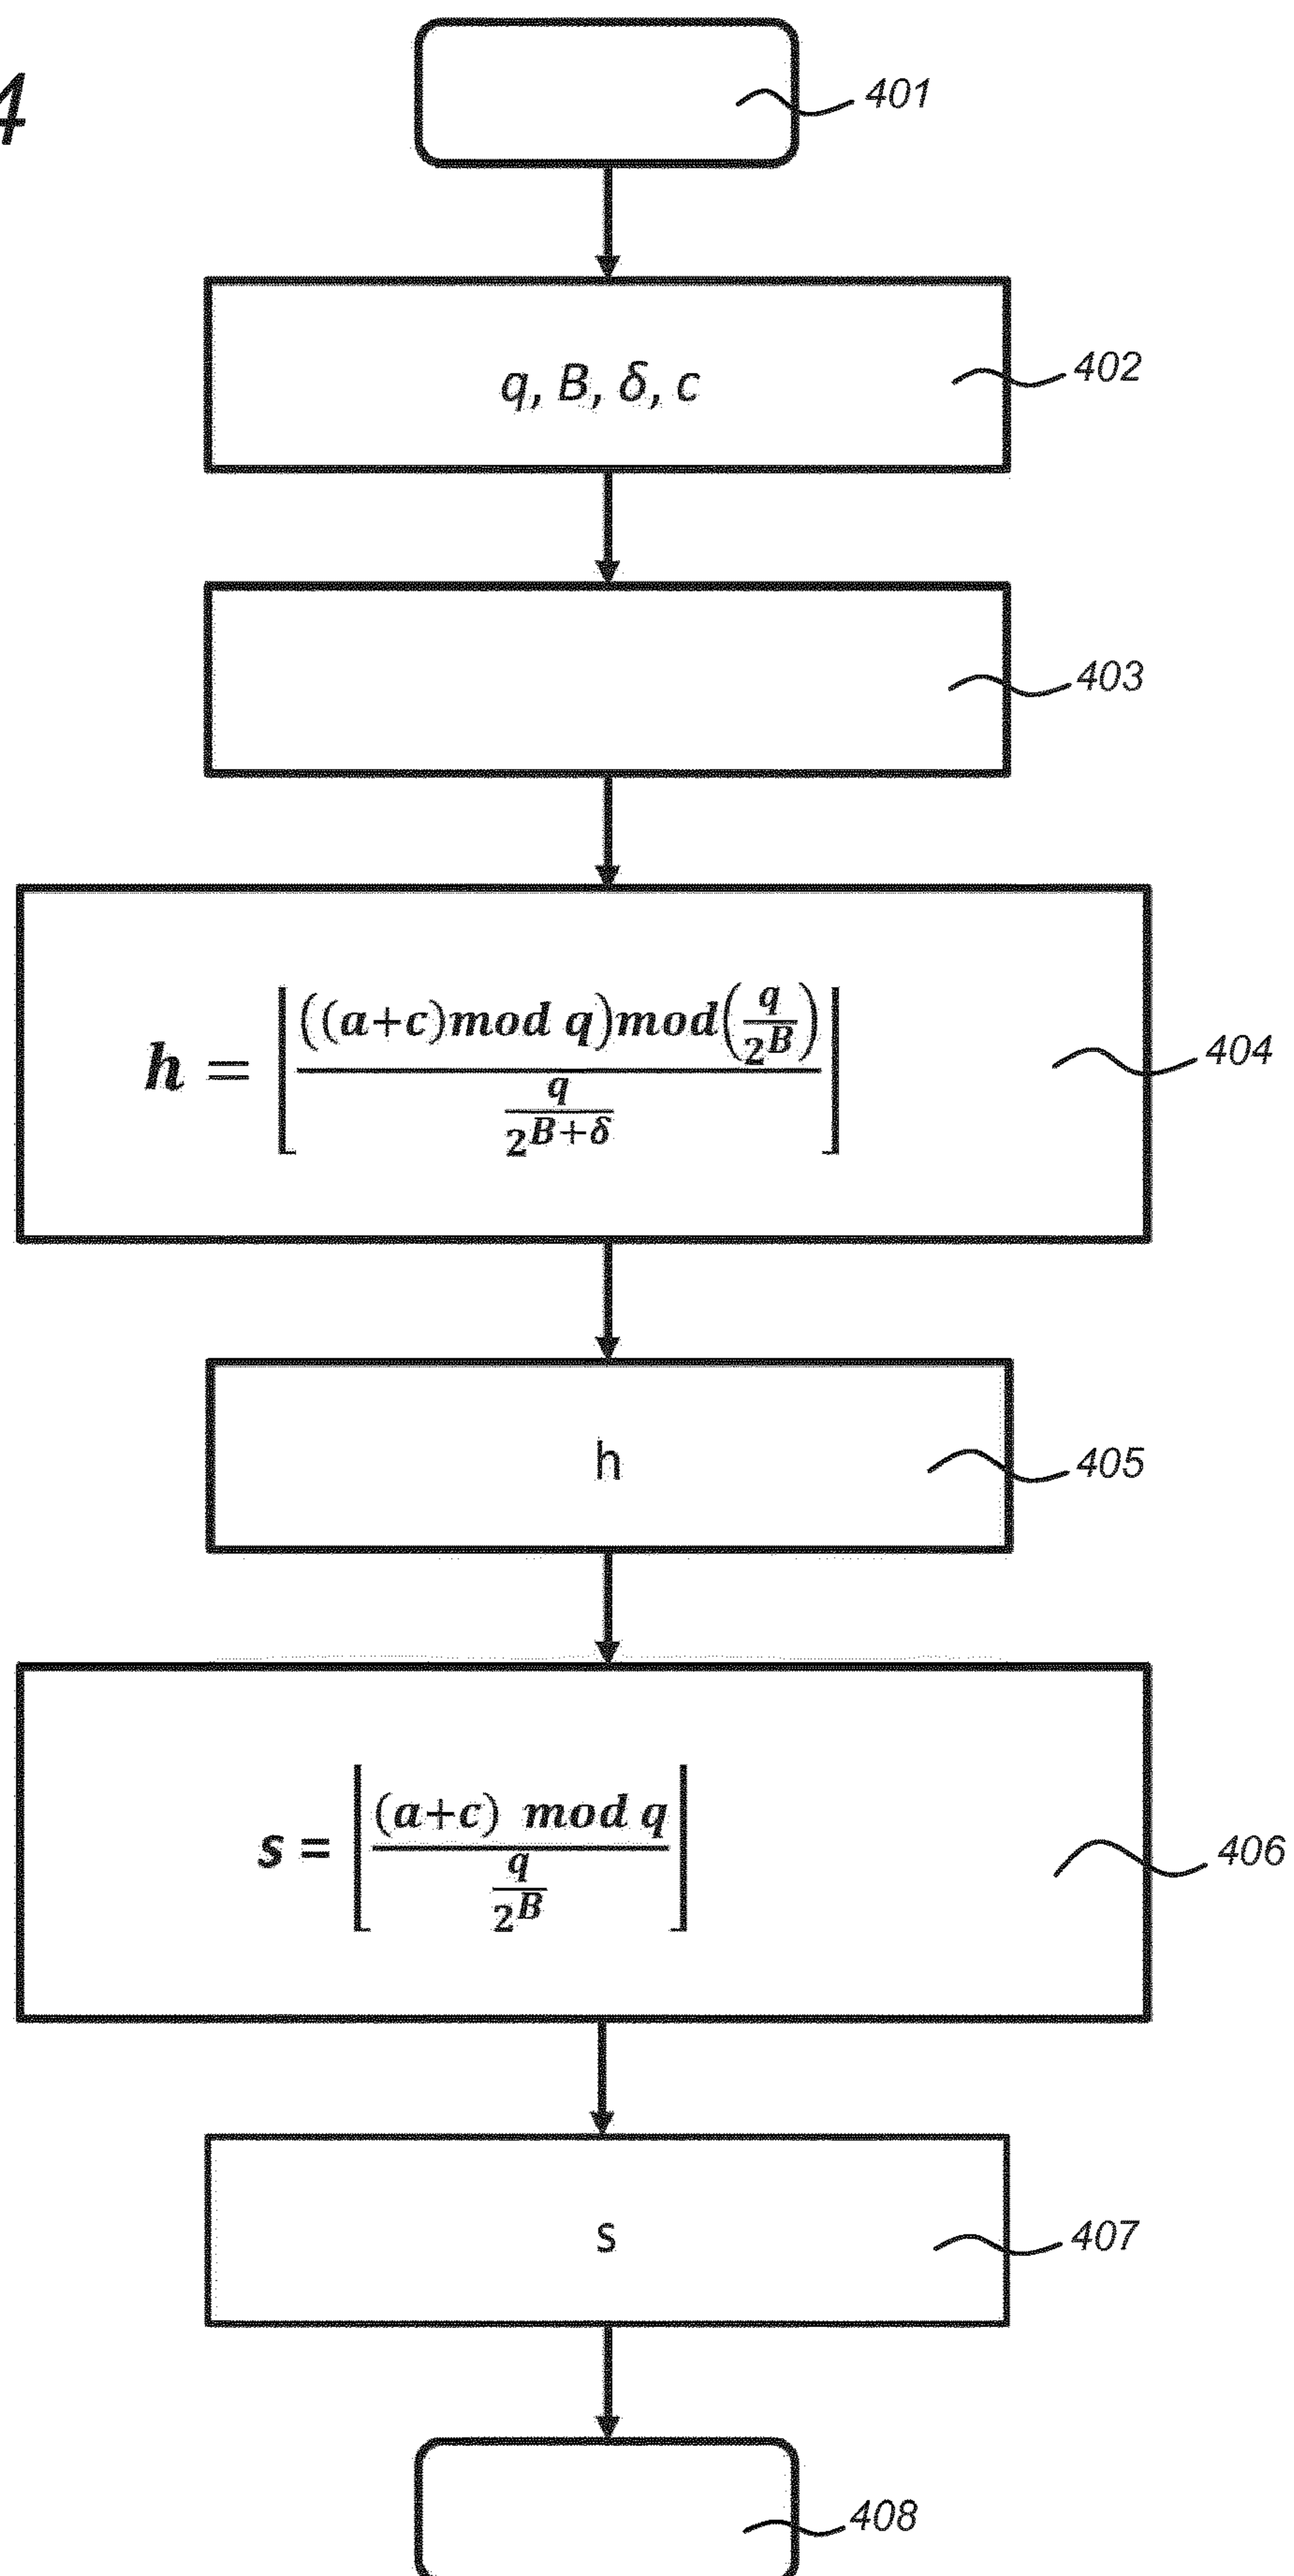 4
401
q, B, δ, c
402
403
h = ⌊(((a+c)mod q)mod(q/2^B))/(q/2^(B+δ))⌋
404
h
405
s = ⌊((a+c) mod q)/(q/2^B)⌋
406
s
407
408